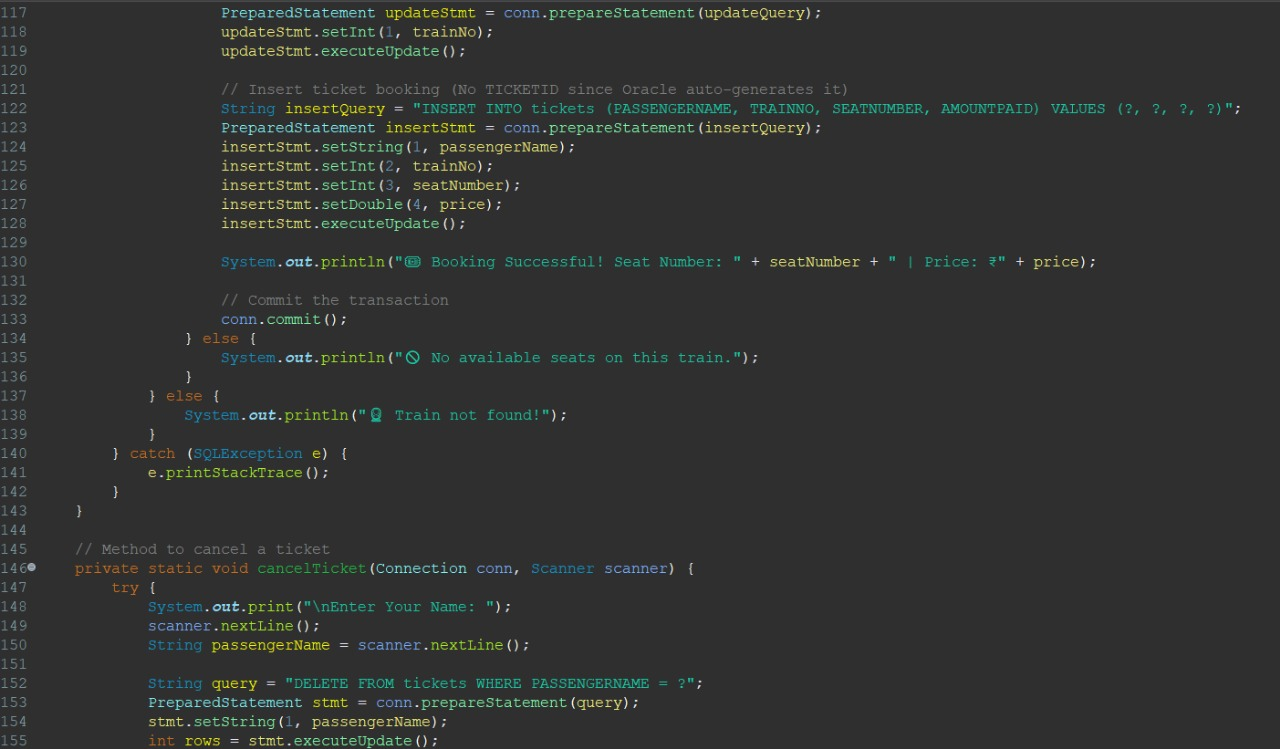 117                     PreparedStatement updateStmt = conn.prepareStatement(updateQuery);
118                     updateStmt.setInt(1, trainNo);
119                     updateStmt.executeUpdate();
120
121                     // Insert ticket booking (No TICKETID since Oracle auto-generates it)
122                     String insertQuery = "INSERT INTO tickets (PASSENGERNAME, TRAINNO, SEATNUMBER, AMOUNTPAID) VALUES (?, ?, ?, ?)";
123                     PreparedStatement insertStmt = conn.prepareStatement(insertQuery);
124                     insertStmt.setString(1, passengerName);
125                     insertStmt.setInt(2, trainNo);
126                     insertStmt.setInt(3, seatNumber);
127                     insertStmt.setDouble(4, price);
128                     insertStmt.executeUpdate();
129
130                     System.out.println("🎟 Booking Successful! Seat Number: " + seatNumber + " | Price: ₹" + price);
131
132                     // Commit the transaction
133                     conn.commit();
134                 } else {
135                     System.out.println("🚫 No available seats on this train.");
136                 }
137             } else {
138                 System.out.println(" Train not found!");
139             }
140         } catch (SQLException e) {
141             e.printStackTrace();
142         }
143     }
144
145     // Method to cancel a ticket
146     private static void cancelTicket(Connection conn, Scanner scanner) {
147         try {
148             System.out.print("\nEnter Your Name: ");
149             scanner.nextLine();
150             String passengerName = scanner.nextLine();
151
152             String query = "DELETE FROM tickets WHERE PASSENGERNAME = ?";
153             PreparedStatement stmt = conn.prepareStatement(query);
154             stmt.setString(1, passengerName);
155             int rows = stmt.executeUpdate();